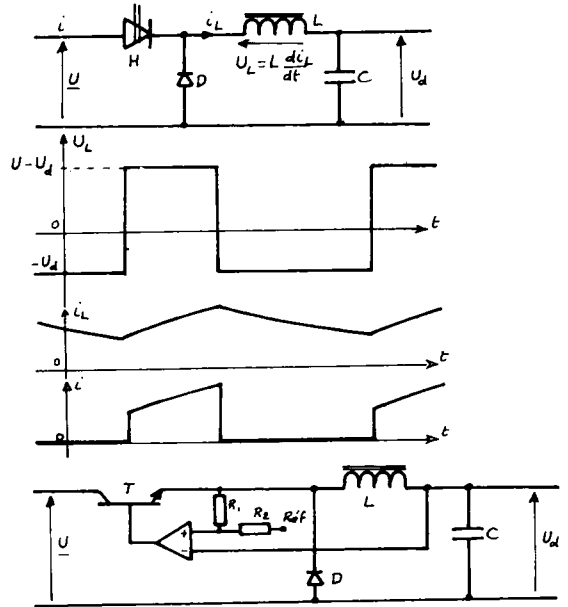 i
i_L
L
H
D
U_L = L di_L/dt
C
U
U_d
U_L
U-U_d
0
t
-U_d
i_L
0
t
i
0
t
T
R_1
R_2
Réf
L
U
+
-
D
C
U_d